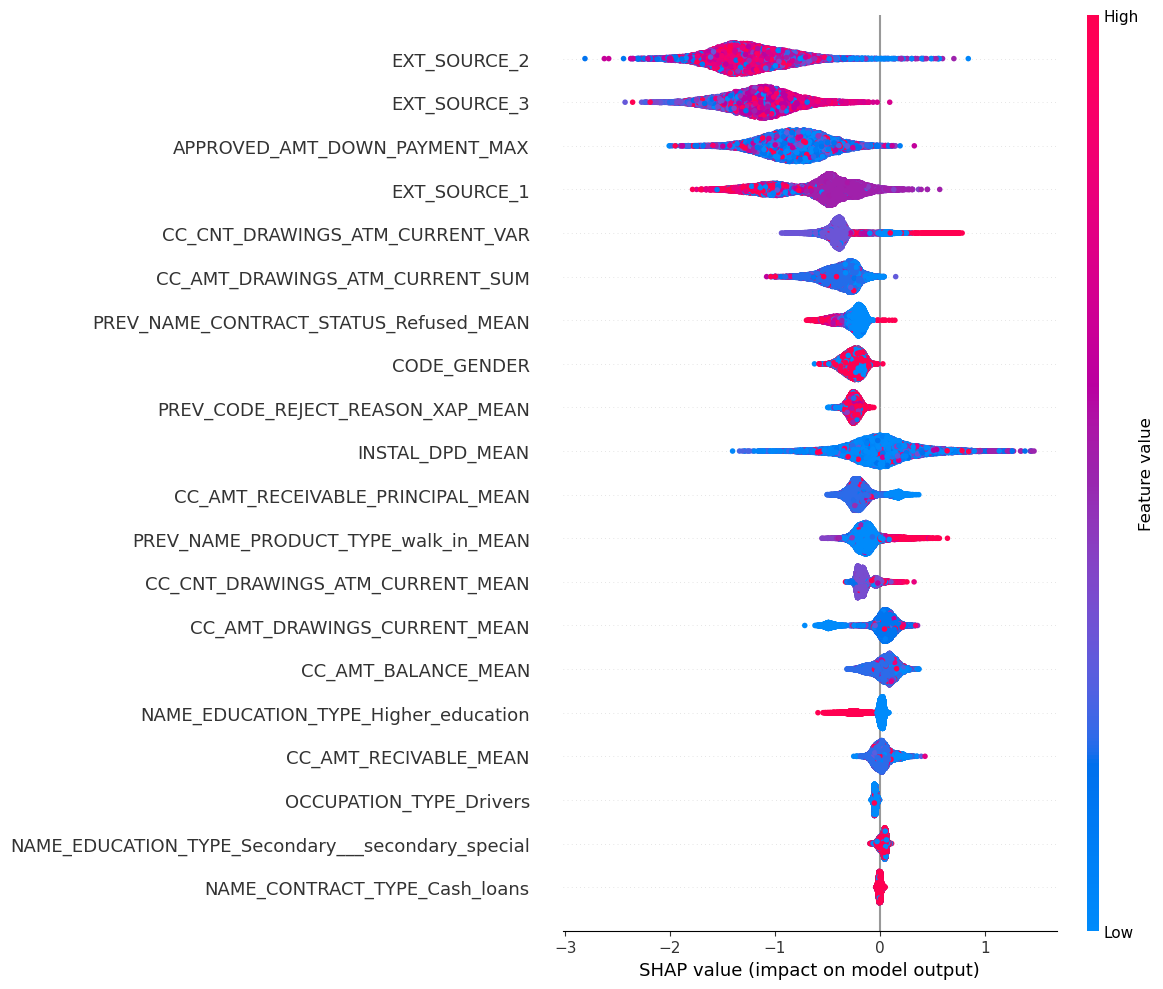 High
EXT_SOURCE_2
EXT_SOURCE_3
APPROVED_AMT_DOWN_PAYMENT_MAX
EXT_SOURCE_1
CC_CNT_DRAWINGS_ATM_CURRENT_VAR
CC_AMT_DRAWINGS_ATM_CURRENT_SUM
PREV_NAME_CONTRACT_STATUS_Refused_MEAN
CODE_GENDER
PREV_CODE_REJECT_REASON_XAP_MEAN
INSTAL_DPD_MEAN
CC_AMT_RECEIVABLE_PRINCIPAL_MEAN
PREV_NAME_PRODUCT_TYPE_walk_in_MEAN
CC_CNT_DRAWINGS_ATM_CURRENT_MEAN
CC_AMT_DRAWINGS_CURRENT_MEAN
CC_AMT_BALANCE_MEAN
NAME_EDUCATION_TYPE_Higher_education
CC_AMT_RECIVABLE_MEAN
OCCUPATION_TYPE_Drivers
NAME_EDUCATION_TYPE_Secondary___secondary_special
NAME_CONTRACT_TYPE_Cash_loans
Feature value
Low
−3 −2 −1 0 1
SHAP value (impact on model output)